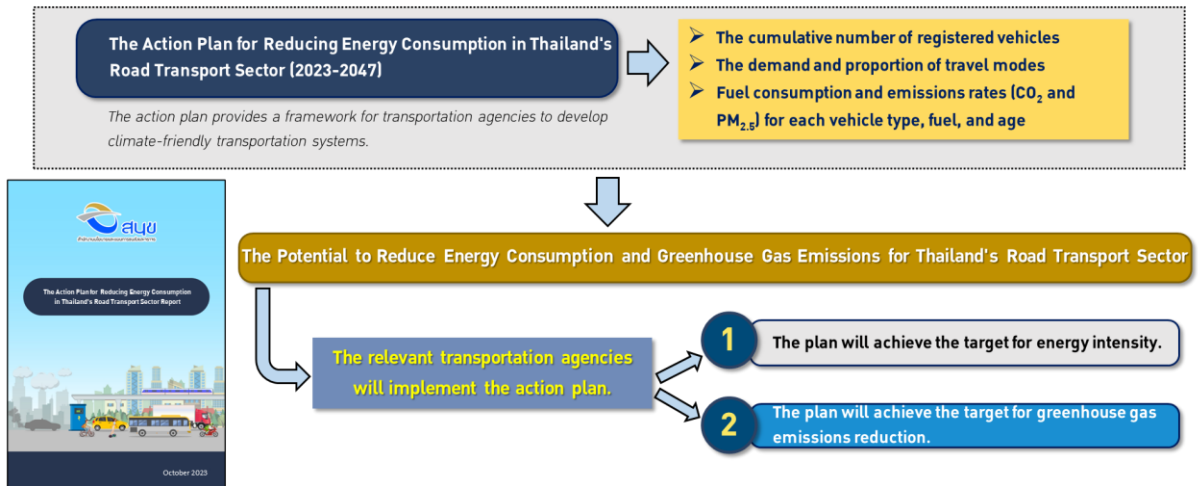 The Action Plan for Reducing Energy Consumption in Thailand's
Road Transport Sector (2023-2047)
The action plan provides a framework for transportation agencies to develop
climate-friendly transportation systems.
➤ The cumulative number of registered vehicles
➤ The demand and proportion of travel modes
➤ Fuel consumption and emissions rates (CO₂ and
PM₂.₅) for each vehicle type, fuel, and age
สนข
The Action Plan for Reducing Energy Consumption
in Thailand's Road Transport Sector Report
October 2023
The Potential to Reduce Energy Consumption and Greenhouse Gas Emissions for Thailand's Road Transport Sector
The relevant transportation agencies
will implement the action plan.
1
The plan will achieve the target for energy intensity.
2
The plan will achieve the target for greenhouse gas
emissions reduction.